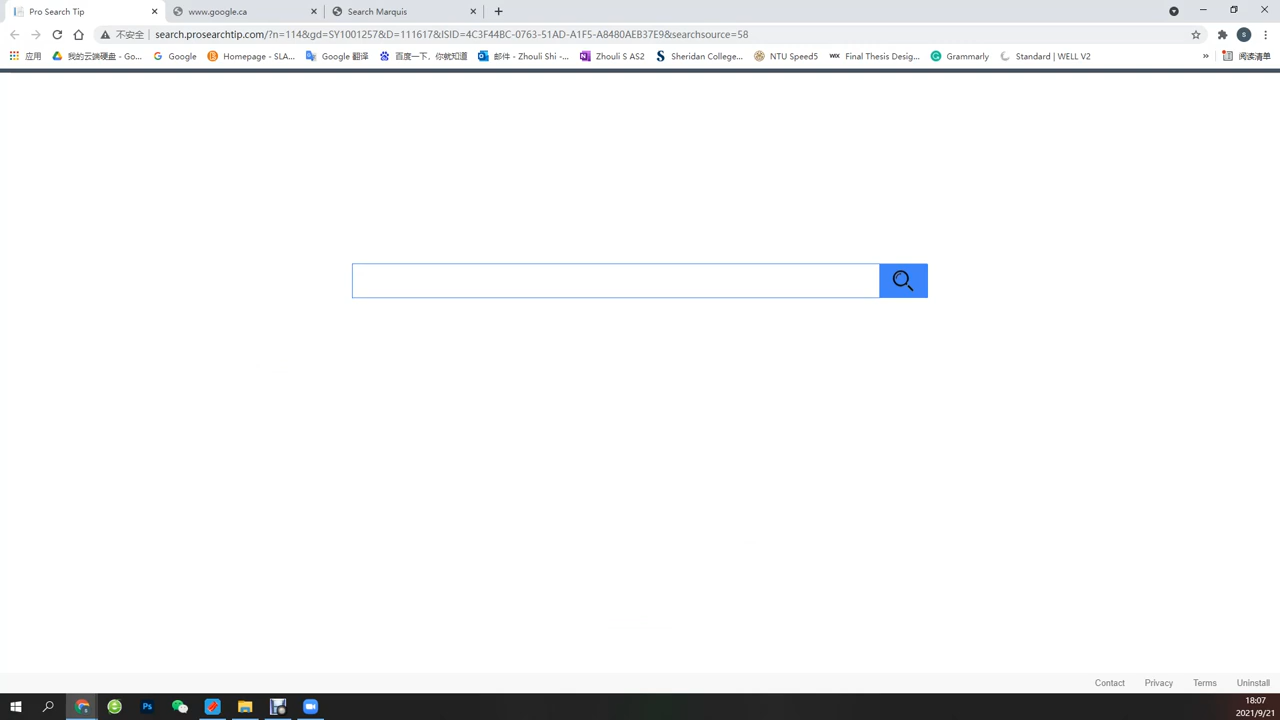 Pro Search Tip
www.google.ca
Search Marquis
不安全
search.prosearchtip.com/?n=114&gd=SY1001257&D=111617&ISID=4C3F44BC-0763-51AD-A1F5-A8480AEB37E9&searchsource=58
S
应用
我的云端硬盘 - Go...
Google
Homepage - SLA...
Google 翻译
百度一下，你就知道
邮件 - Zhouli Shi -...
Zhouli S AS2
Sheridan College...
NTU Speed5
WIX Final Thesis Desig...
Grammarly
Standard | WELL V2
»
阅读清单
Contact
Privacy
Terms
Uninstall
Ps
18:07
2021/9/21